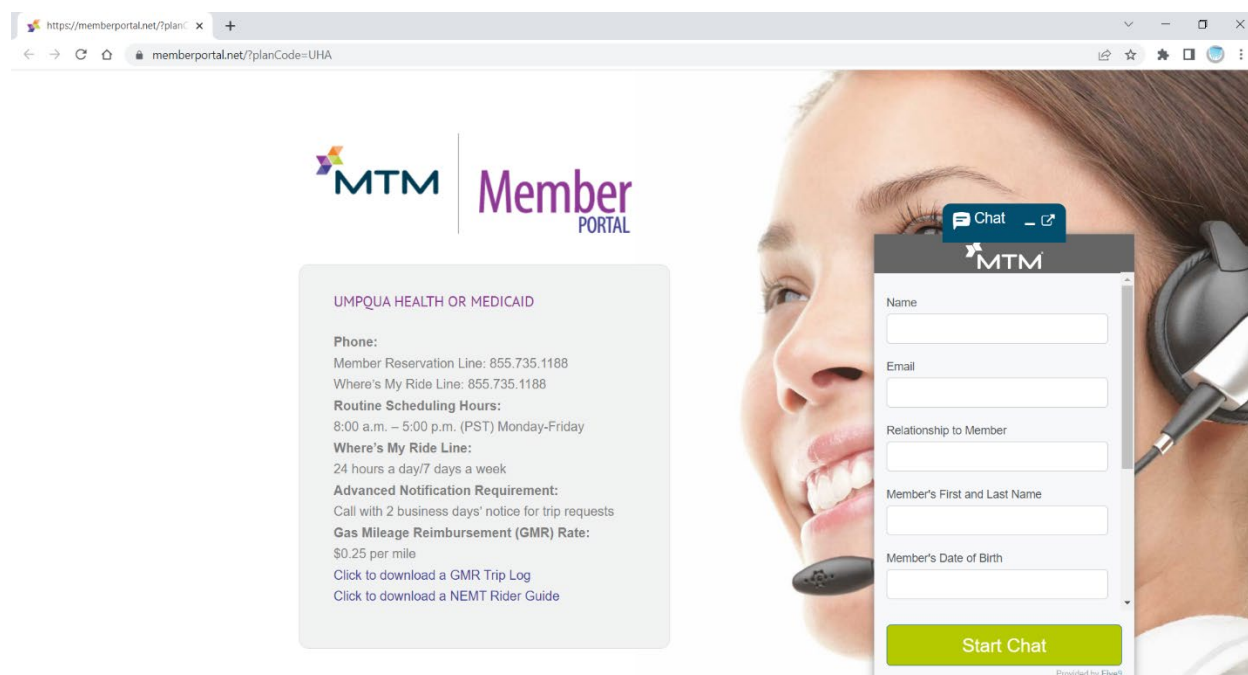 https://memberportal.net/?plan
memberportal.net/?planCode=UHA
MTM
Member
PORTAL
UMPQUA HEALTH OR MEDICAID
Phone:
Member Reservation Line: 855.735.1188
Where's My Ride Line: 855.735.1188
Routine Scheduling Hours:
8:00 a.m. – 5:00 p.m. (PST) Monday-Friday
Where's My Ride Line:
24 hours a day/7 days a week
Advanced Notification Requirement:
Call with 2 business days' notice for trip requests
Gas Mileage Reimbursement (GMR) Rate:
$0.25 per mile
Click to download a GMR Trip Log
Click to download a NEMT Rider Guide
Chat
MTM
Name
Email
Relationship to Member
Member's First and Last Name
Member's Date of Birth
Start Chat
Provided by Five9